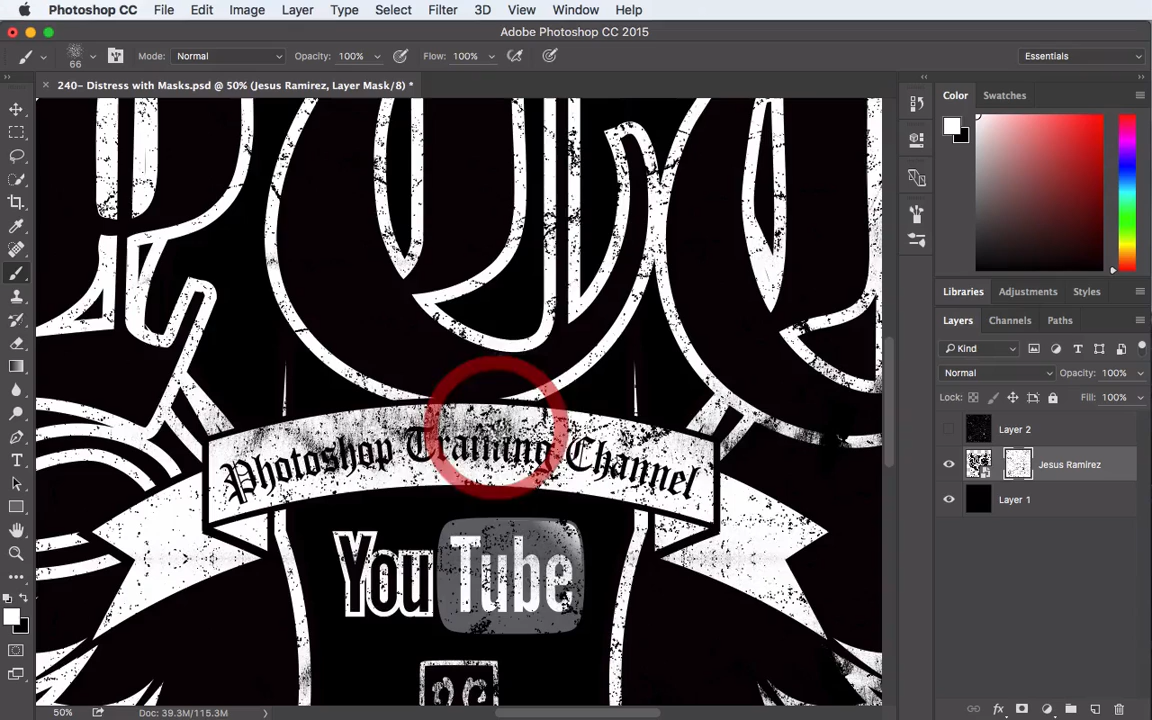 Photoshop CC File Edit Image Layer Type Select Filter 3D View Window Help
Adobe Photoshop CC 2015
66 Mode: Normal Opacity: 100% Flow: 100% Essentials
240- Distress with Masks.psd @ 50% (Jesus Ramirez, Layer Mask/8) *
Color Swatches
Libraries Adjustments Styles
Layers Channels Paths
Kind
Normal Opacity: 100%
Lock: Fill: 100%
Layer 2
Jesus Ramirez
Layer 1
Photoshop Training Channel
YouTube
50% Doc: 39.3M/115.3M